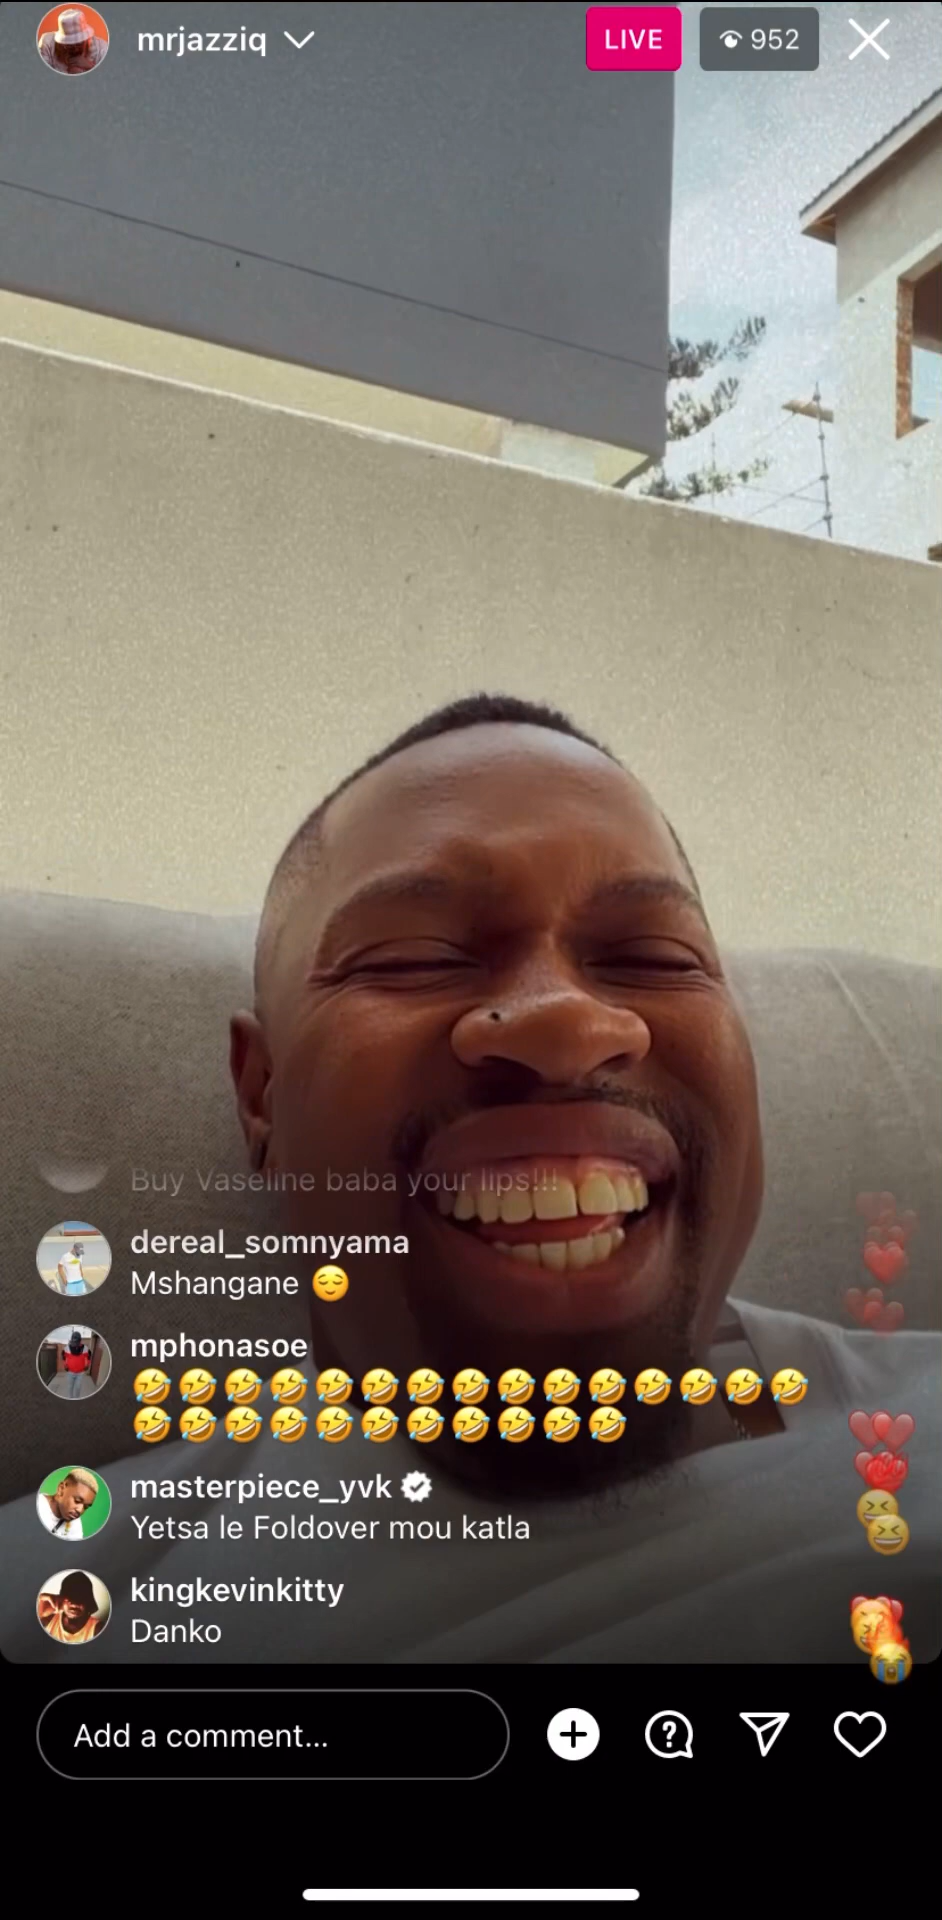 mrjazziq
LIVE
952
Buy Vaseline baba your lips!!!
dereal_somnyama
Mshangane 😌
mphonasoe
🤣🤣🤣🤣🤣🤣🤣🤣🤣🤣🤣🤣🤣🤣🤣
🤣🤣🤣🤣🤣🤣🤣🤣🤣🤣🤣
masterpiece_yvk
Yetsa le Foldover mou katla
kingkevinkitty
Danko
Add a comment...